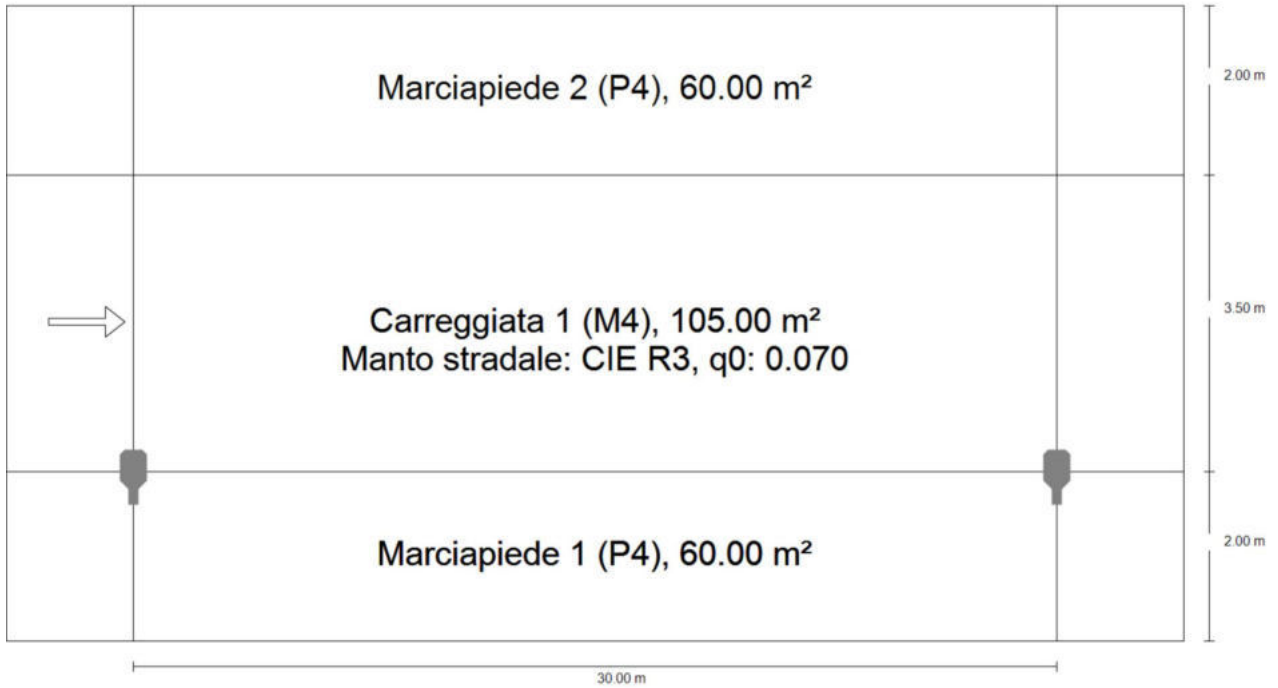 Marciapiede 2 (P4), 60.00 m²
2.00 m
Carreggiata 1 (M4), 105.00 m²
Manto stradale: CIE R3, q0: 0.070
3.50 m
Marciapiede 1 (P4), 60.00 m²
2.00 m
30.00 m